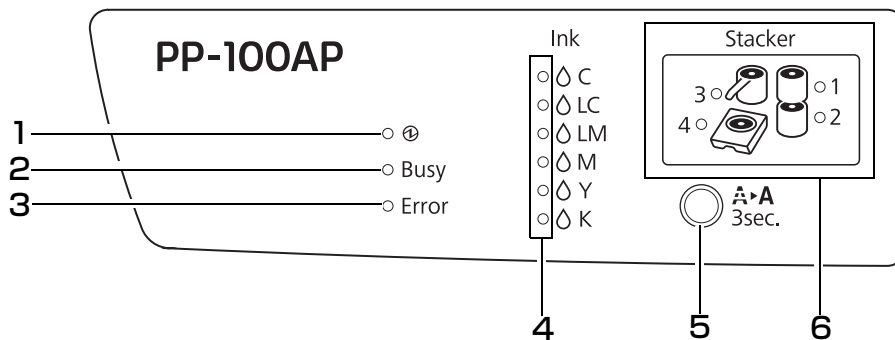 PP-100AP
Ink
C
LC
LM
M
Y
K
Stacker
3
1
4
2
1
2 Busy
3 Error
A▸A
3sec.
4
5
6